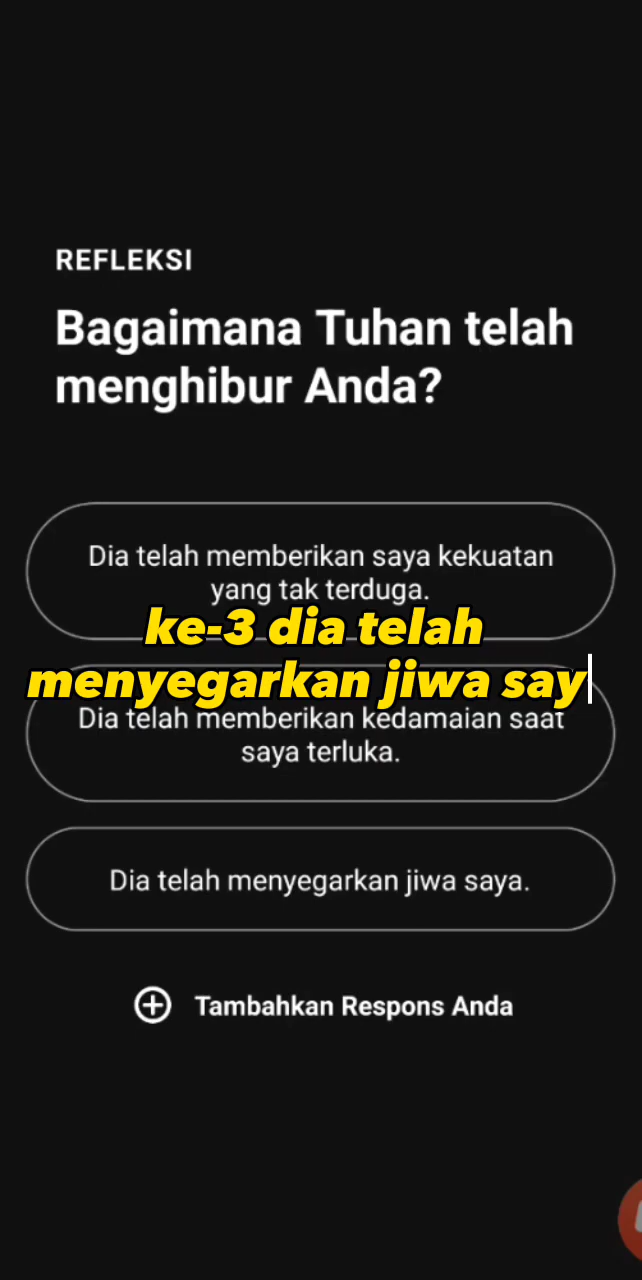 REFLEKSI
Bagaimana Tuhan telah
menghibur Anda?
Dia telah memberikan saya kekuatan
yang tak terduga.
ke-3 dia telah
menyegarkan jiwa say
Dia telah memberikan kedamaian saat
saya terluka.
Dia telah menyegarkan jiwa saya.
Tambahkan Respons Anda